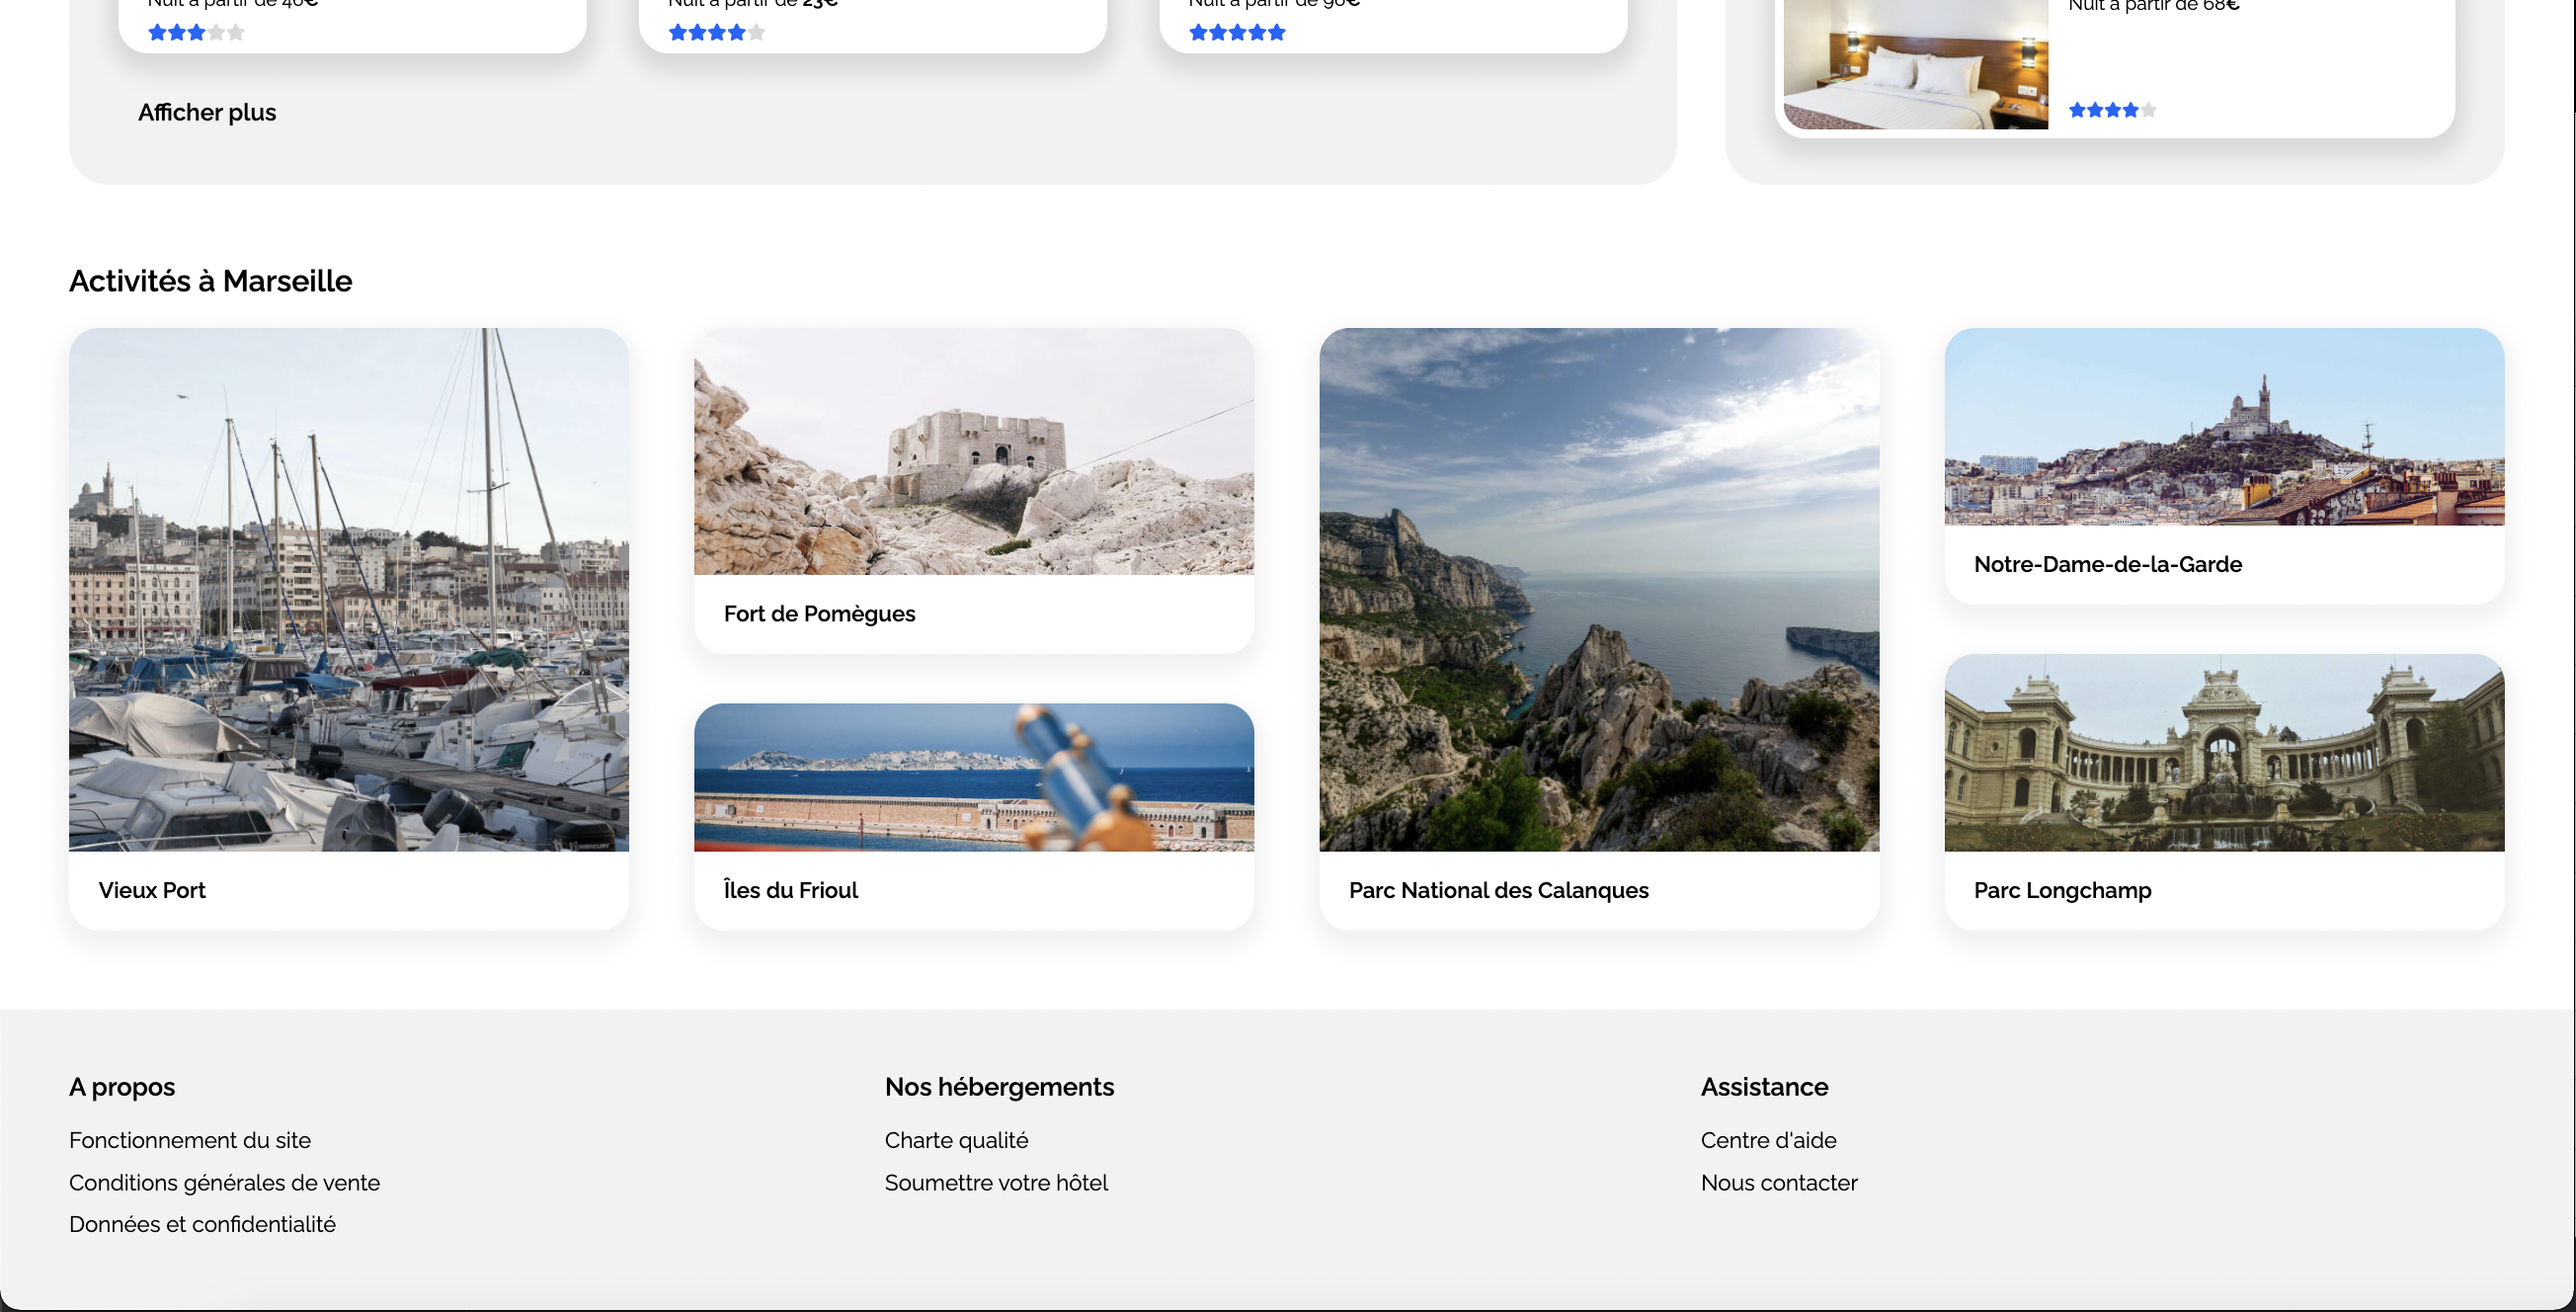 Nuit à partir de 46€
Nuit à partir de 23€
Nuit à partir de 96€
Nuit à partir de 68€
Afficher plus
Activités à Marseille
Vieux Port
Fort de Pomègues
Îles du Frioul
Parc National des Calanques
Notre-Dame-de-la-Garde
Parc Longchamp
A propos
Fonctionnement du site
Conditions générales de vente
Données et confidentialité
Nos hébergements
Charte qualité
Soumettre votre hôtel
Assistance
Centre d'aide
Nous contacter